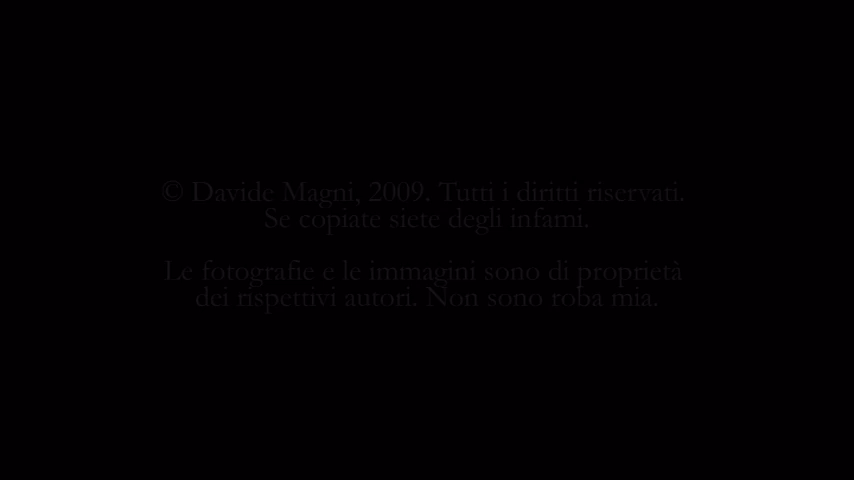 © Davide Magni, 2009. Tutti i diritti riservati.
Se copiate siete degli infami.
Le fotografie e le immagini sono di proprietà
dei rispettivi autori. Non sono roba mia.